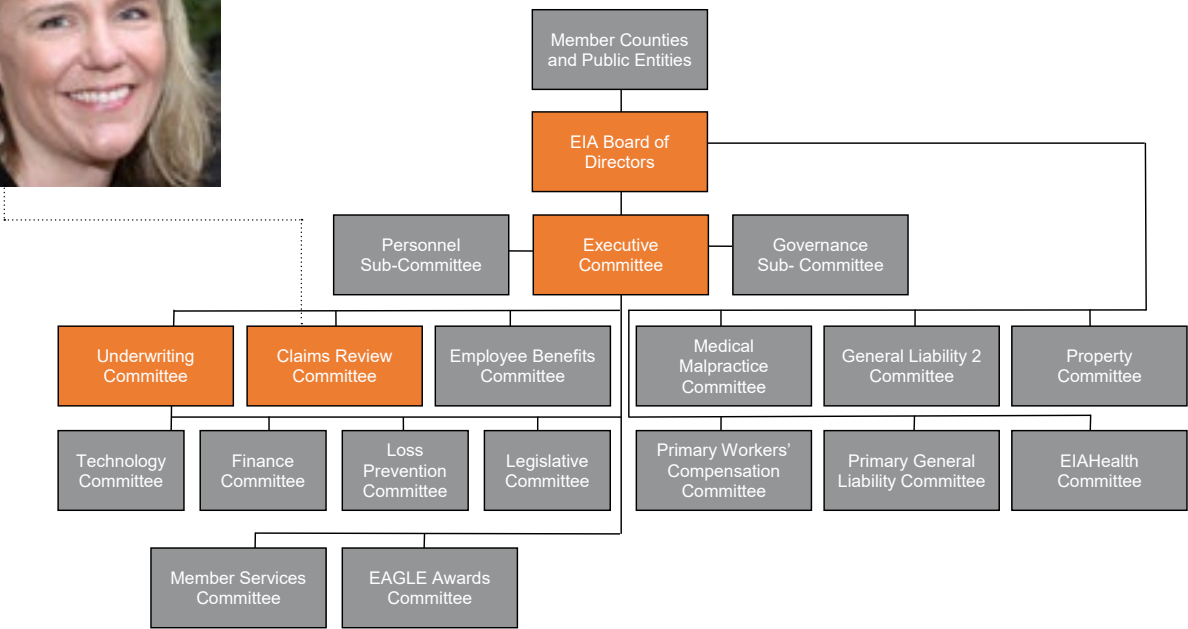 Member Counties
and Public Entities
EIA Board of
Directors
Personnel
Sub-Committee
Executive
Committee
Governance
Sub- Committee
Underwriting
Committee
Claims Review
Committee
Employee Benefits
Committee
Medical
Malpractice
Committee
General Liability 2
Committee
Property
Committee
Technology
Committee
Finance
Committee
Loss
Prevention
Committee
Legislative
Committee
Primary Workers’
Compensation
Committee
Primary General
Liability Committee
EIAHealth
Committee
Member Services
Committee
EAGLE Awards
Committee